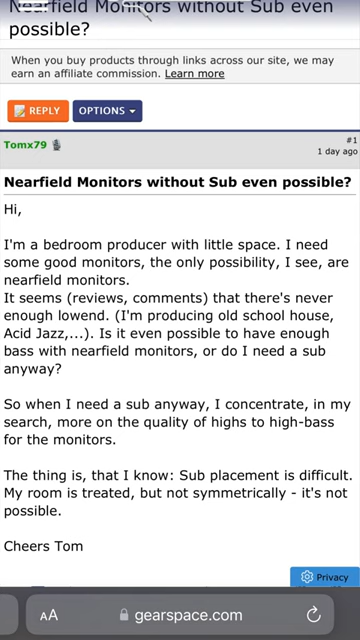 Nearfield Monitors without Sub even
possible?
When you buy products through links across our site, we may
earn an affiliate commission. Learn more
REPLY OPTIONS
Tomx79 #1
1 day ago
Nearfield Monitors without Sub even possible?
Hi,
I'm a bedroom producer with little space. I need
some good monitors, the only possibility, I see, are
nearfield monitors.
It seems (reviews, comments) that there's never
enough lowend. (I'm producing old school house,
Acid Jazz,...). Is it even possible to have enough
bass with nearfield monitors, or do I need a sub
anyway?
So when I need a sub anyway, I concentrate, in my
search, more on the quality of highs to high-bass
for the monitors.
The thing is, that I know: Sub placement is difficult.
My room is treated, but not symmetrically - it's not
possible.
Cheers Tom
Privacy
AA gearspace.com